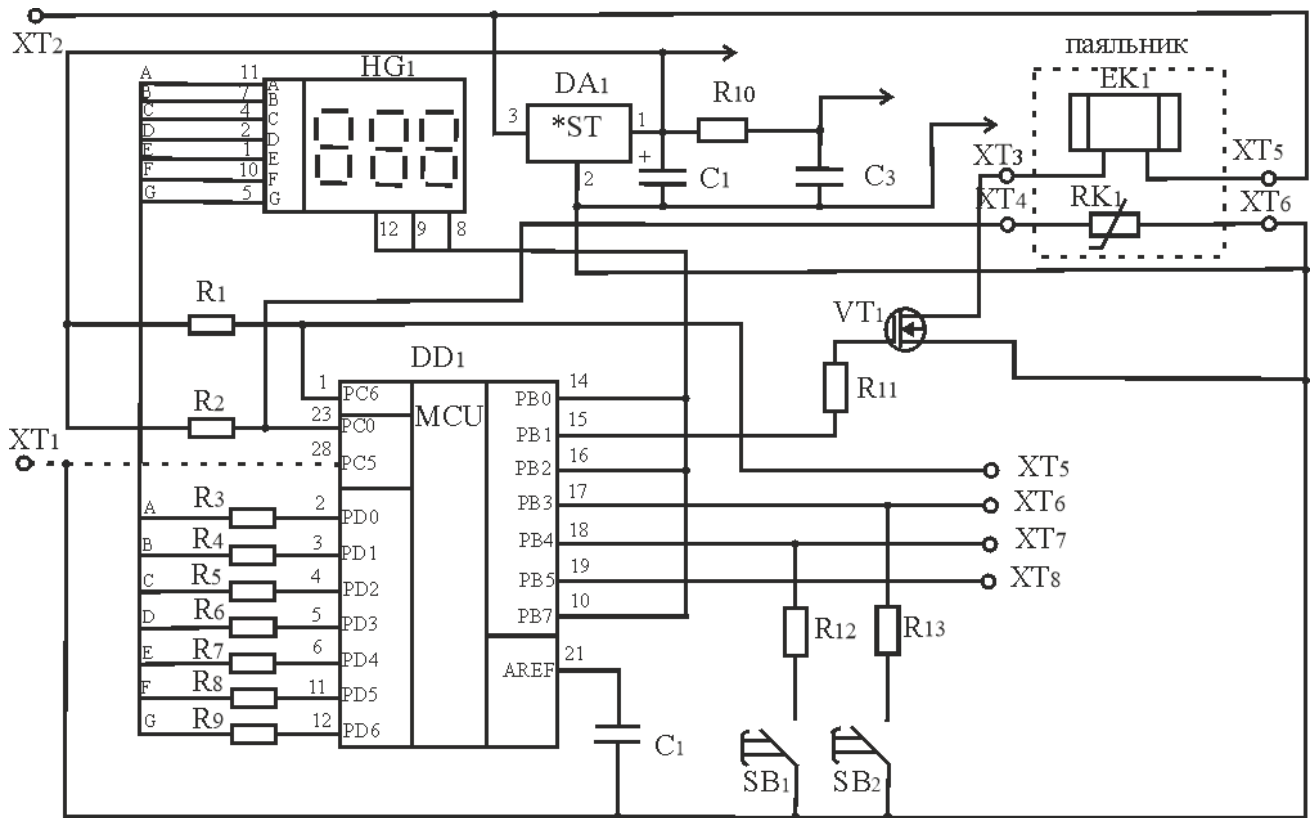 XT2
HG1
A 11 A
B 7 B
C 4 C
D 2 D
E 1 E
F 10 F
G 5 G
12 9 8
DA1
3 *ST 1
+
2
R10
C1
C3
паяльник
EK1
XT3
XT5
XT4
RK1
XT6
R1
VT1
R11
DD1
MCU
1 PC6
R2
23 PC0
XT1
28 PC5
A R3 2 PD0
B R4 3 PD1
C R5 4 PD2
D R6 5 PD3
E R7 6 PD4
F R8 11 PD5
G R9 12 PD6
PB0 14
PB1 15
PB2 16
PB3 17
PB4 18
PB5 19
PB7 10
AREF 21
C1
XT5
XT6
XT7
XT8
R12
R13
SB1
SB2